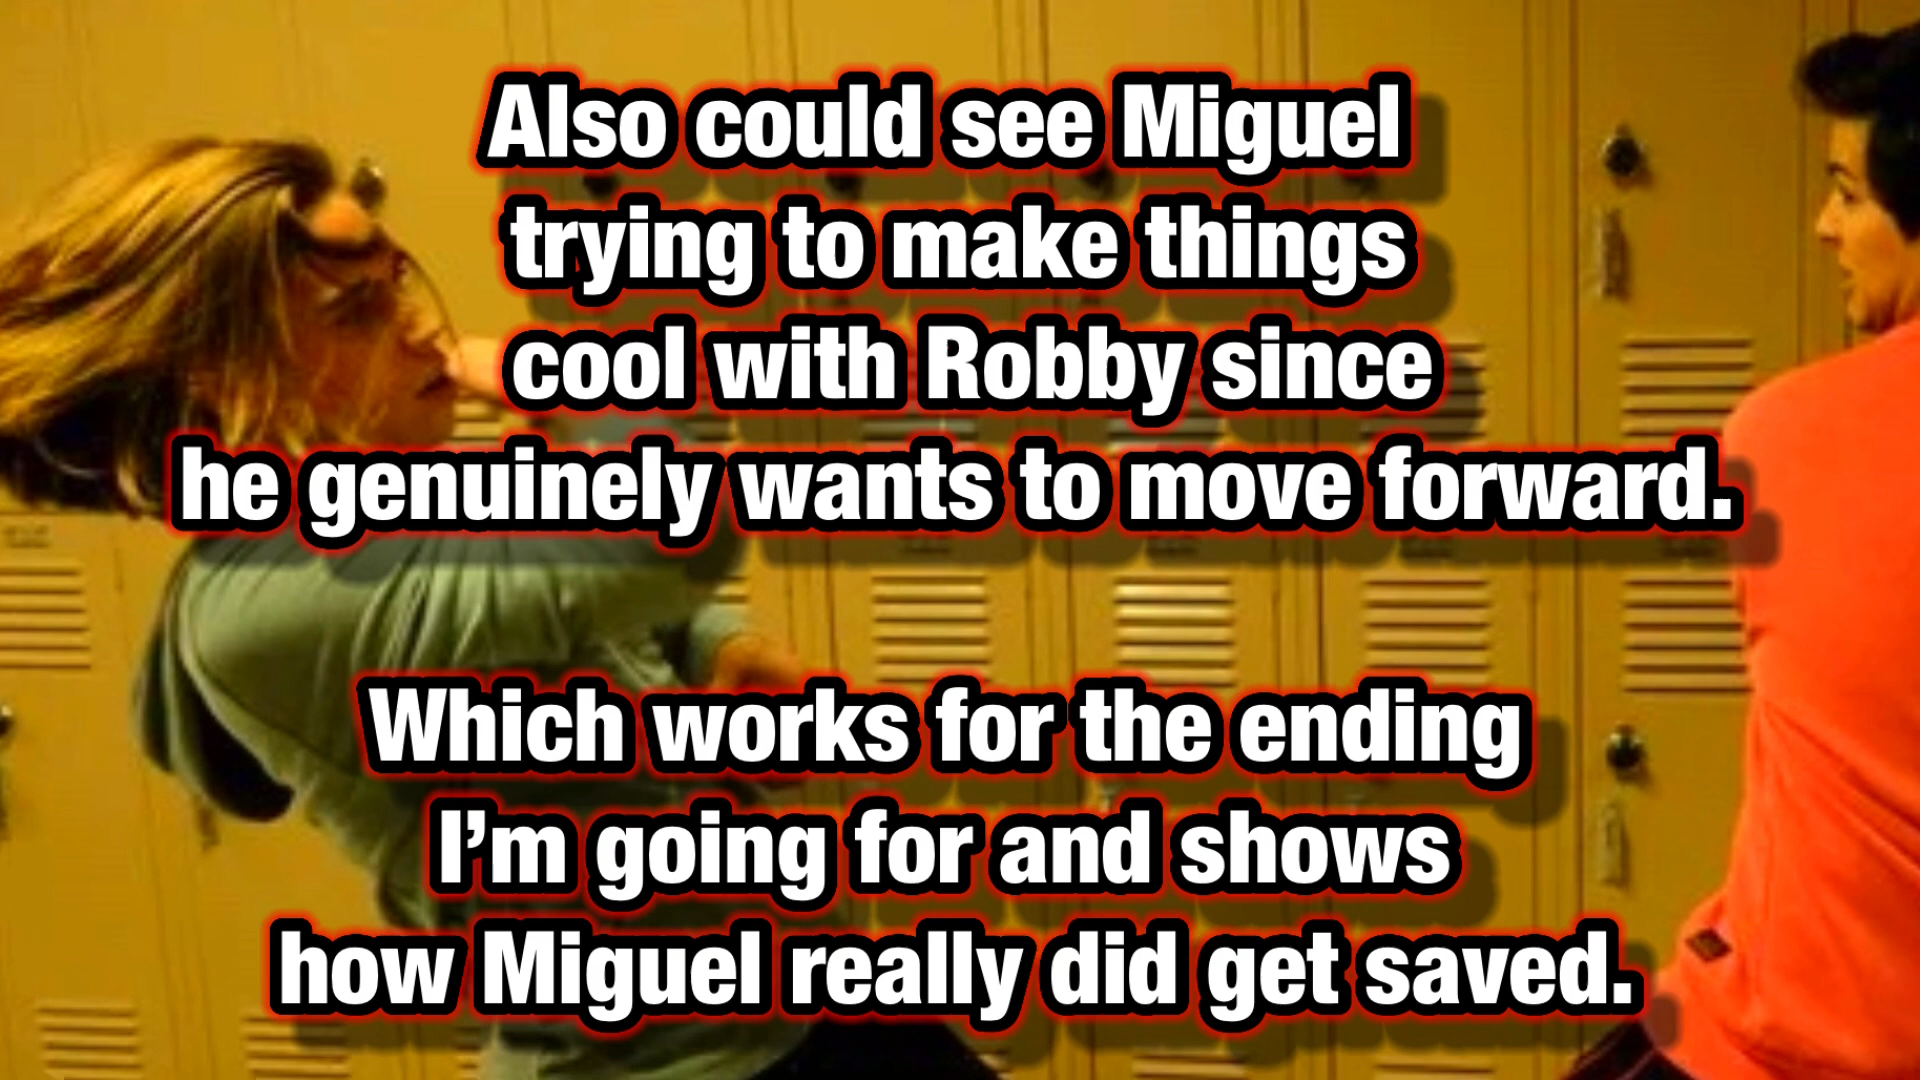 Also could see Miguel
trying to make things
cool with Robby since
he genuinely wants to move forward.
Which works for the ending
I’m going for and shows
how Miguel really did get saved.